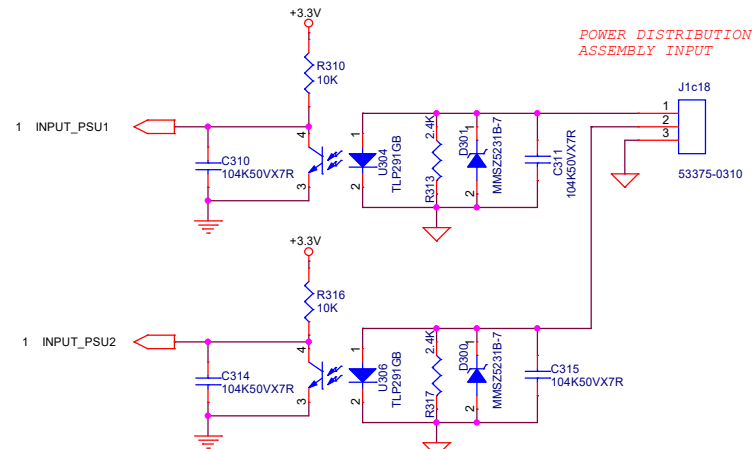 +3.3V
POWER DISTRIBUTION
ASSEMBLY INPUT
R310
10K
J1c18
1
2
3
53375-0310
1 INPUT_PSU1
4
3
C310
104K50VX7R
1
2
U304
TLP291GB
2.4K
R313
D301
1
2
MMSZ5231B-7
C311
104K50VX7R
+3.3V
R316
10K
1 INPUT_PSU2
4
3
C314
104K50VX7R
1
2
U306
TLP291GB
2.4K
R317
D300
1
2
MMSZ5231B-7
C315
104K50VX7R